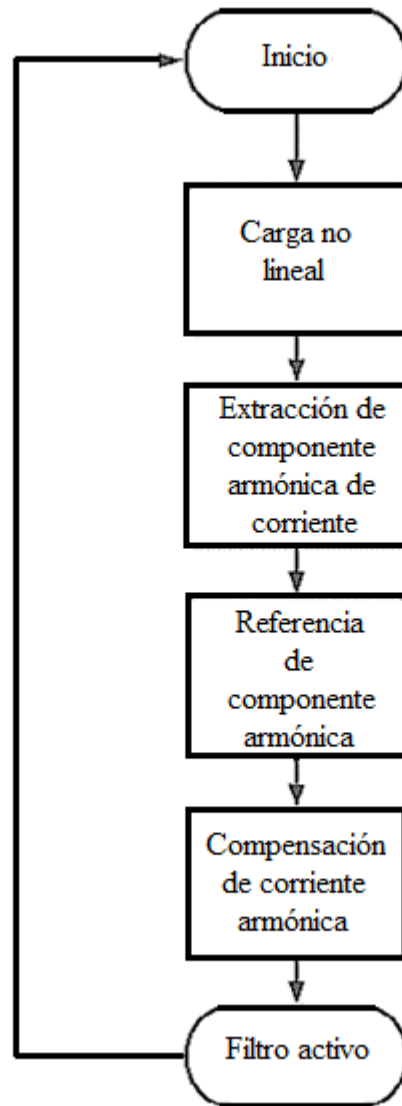 Inicio
Carga no
lineal
Extracción de
componente
armónica de
corriente
Referencia
de
componente
armónica
Compensación
de corriente
armónica
Filtro activo